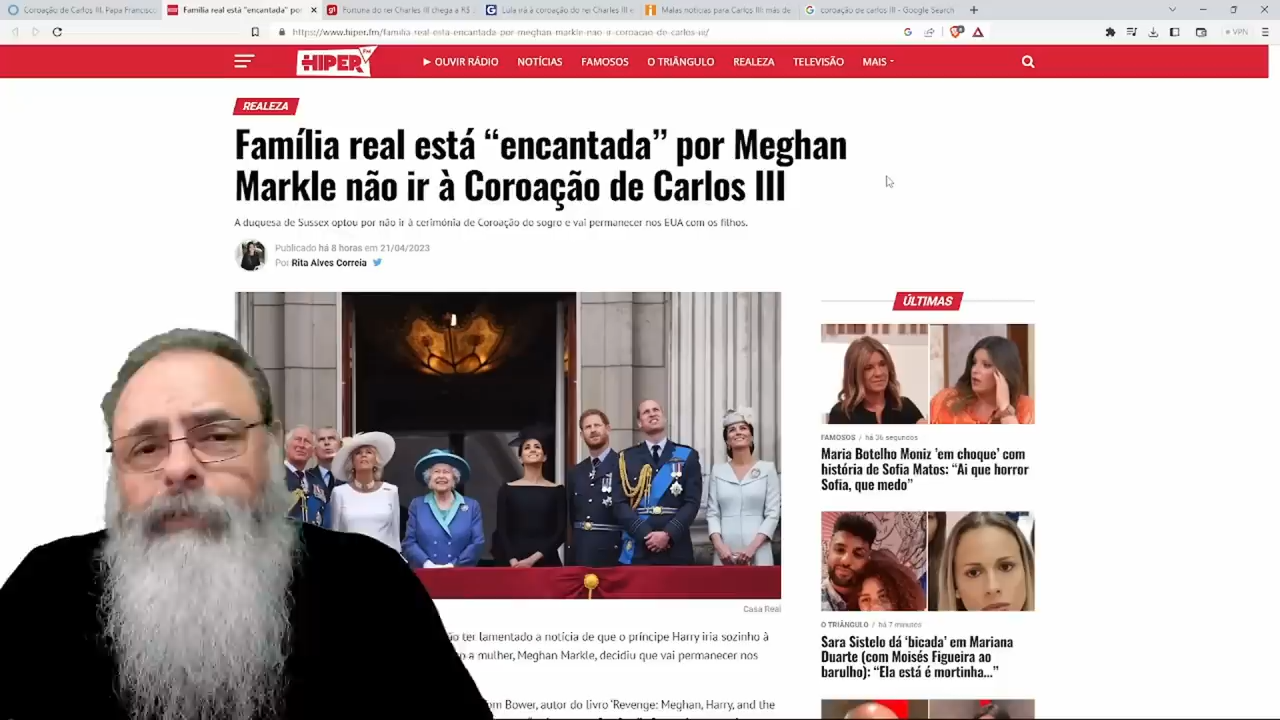 Coroação de Carlos III, Papa Francisco
Família real está "encantada" por
Fortuna do rei Charles III chega a R$
Lula irá à coroação do rei Charles III e
Malas notícias para Carlos III: más de
coroação de carlos III - Google Search
https://www.hiper.fm/familia-real-esta-encantada-por-meghan-markle-nao-ir-coroacao-de-carlos-iii/
VPN
HIPER FM
OUVIR RÁDIO NOTÍCIAS FAMOSOS O TRIÂNGULO REALEZA TELEVISÃO MAIS
REALEZA
Família real está “encantada” por Meghan
Markle não ir à Coroação de Carlos III
A duquesa de Sussex optou por não ir à cerimónia de Coroação do sogro e vai permanecer nos EUA com os filhos.
Publicado há 8 horas em 21/04/2023
Por Rita Alves Correia
Casa Real
ão ter lamentado a notícia de que o príncipe Harry iria sozinho à
o a mulher, Meghan Markle, decidiu que vai permanecer nos
om Bower, autor do livro ‘Revenge: Meghan, Harry, and the
ÚLTIMAS
FAMOSOS / há 36 segundos
Maria Botelho Moniz ’em choque’ com
história de Sofia Matos: “Ai que horror
Sofia, que medo”
O TRIÂNGULO / há 7 minutos
Sara Sistelo dá ‘bicada’ em Mariana
Duarte (com Moisés Figueira ao
barulho): “Ela está é mortinha…”